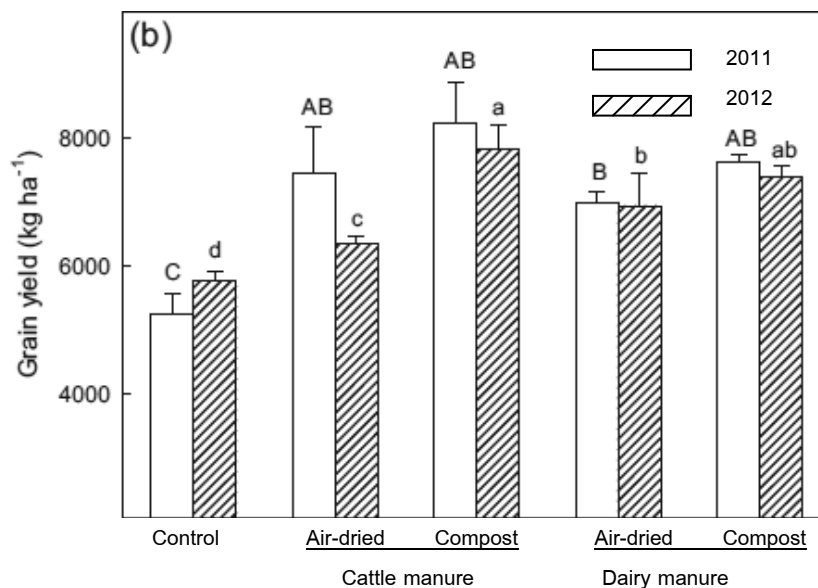 (b)
2011
2012
Grain yield (kg ha⁻¹)
8000
6000
4000
C
d
AB
c
AB
a
B
b
AB
ab
Control Air-dried Compost Air-dried Compost
Cattle manure Dairy manure